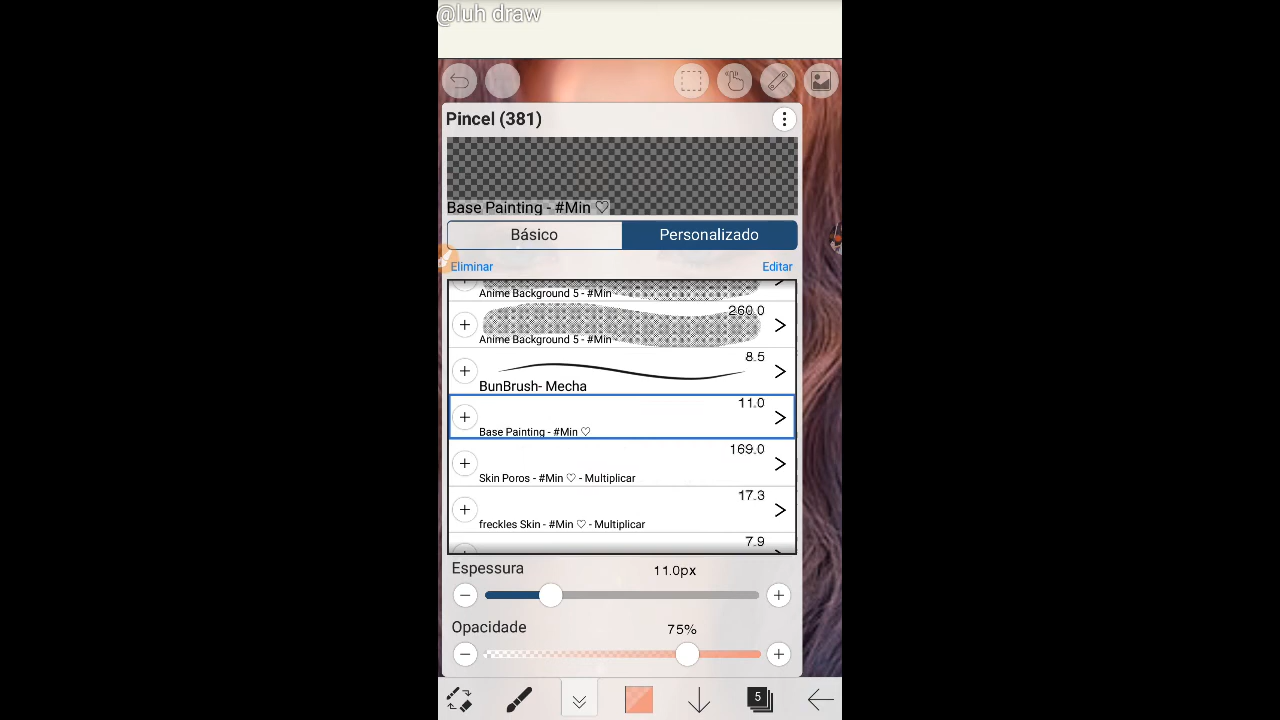 @luh draw
Pincel (381)
Base Painting - #Min ♡
Básico
Personalizado
Eliminar
Editar
Anime Background 5 - #Min
260.0
Anime Background 5 - #Min
8.5
BunBrush- Mecha
11.0
Base Painting - #Min ♡
169.0
Skin Poros - #Min ♡ - Multiplicar
17.3
freckles Skin - #Min ♡ - Multiplicar
7.9
Espessura
11.0px
Opacidade
75%
5